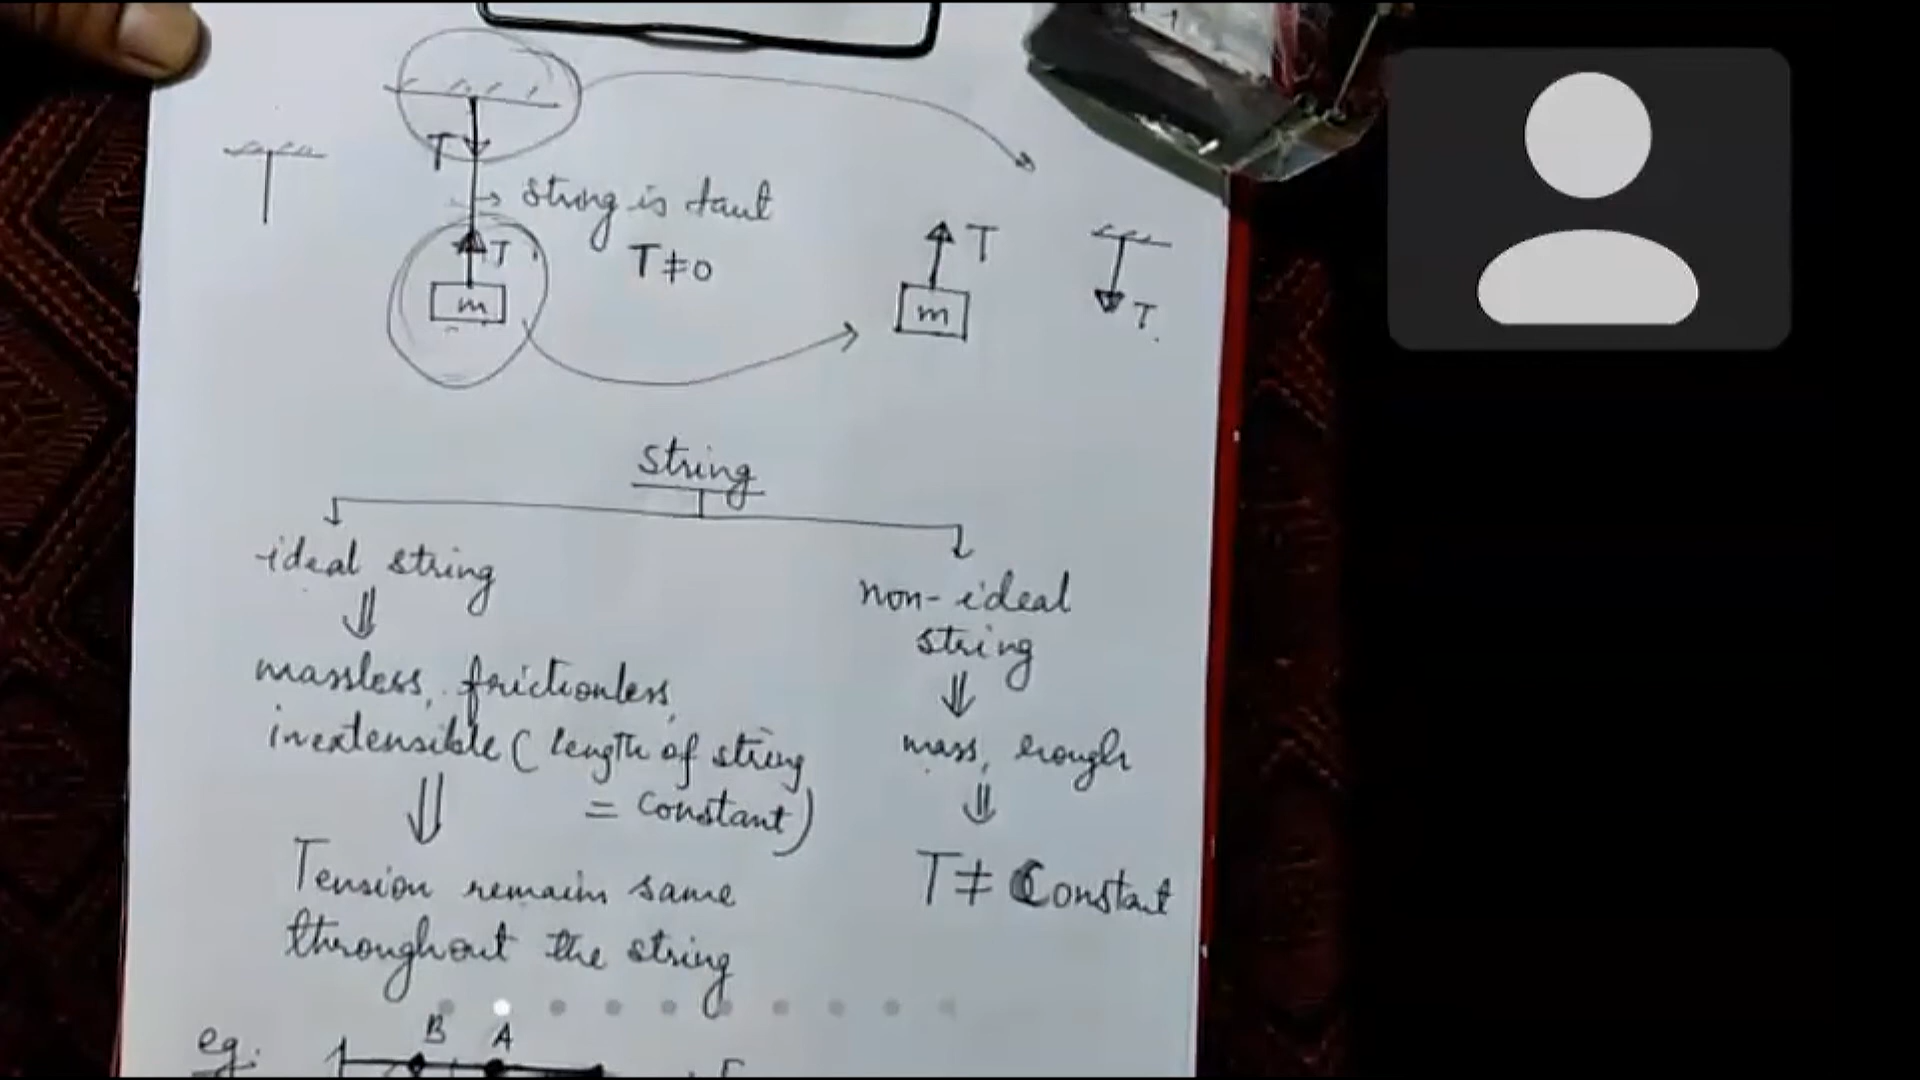 T
string is taut
T
T≠0
m
T
m
T.
string
ideal string
non-ideal
string
massless, frictionless,
inextensible ( length of string
= constant)
mass, rough
Tension remain same
throughout the string
T ≠ Constant
eg:
B A